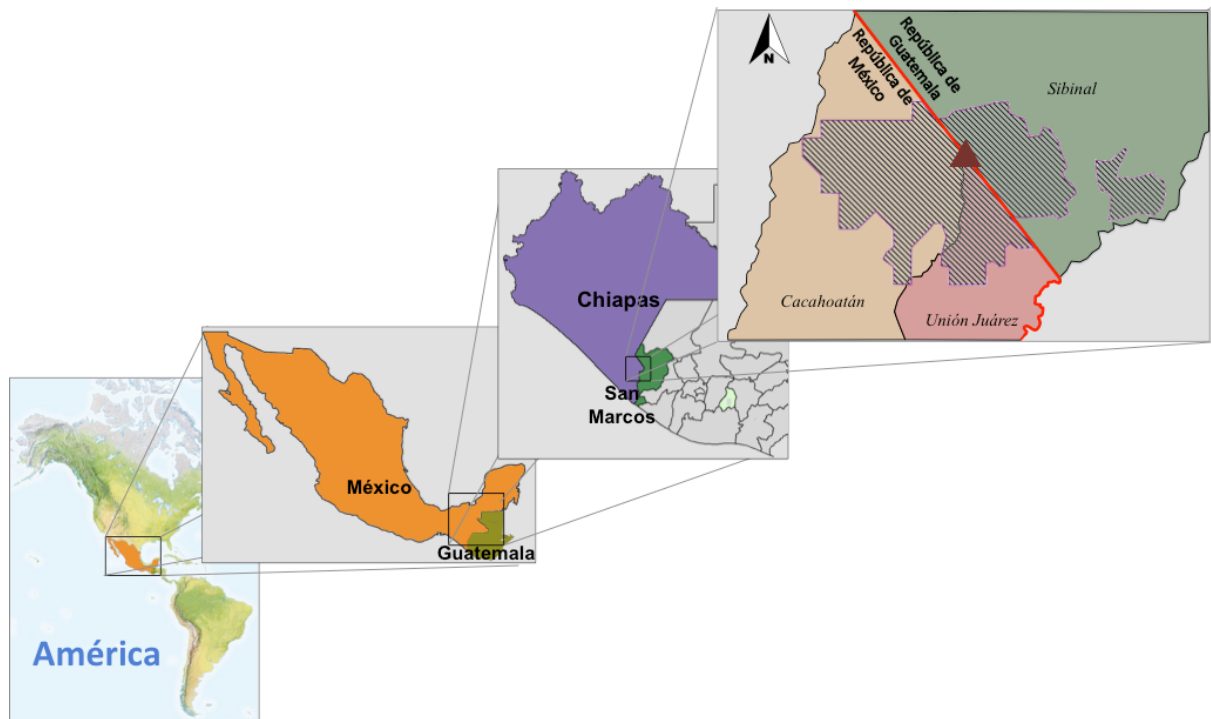 República de
Guatemala
República de
México
N
Sibinal
Cacahoatán
Unión Juárez
Chiapas
San
Marcos
México
Guatemala
América